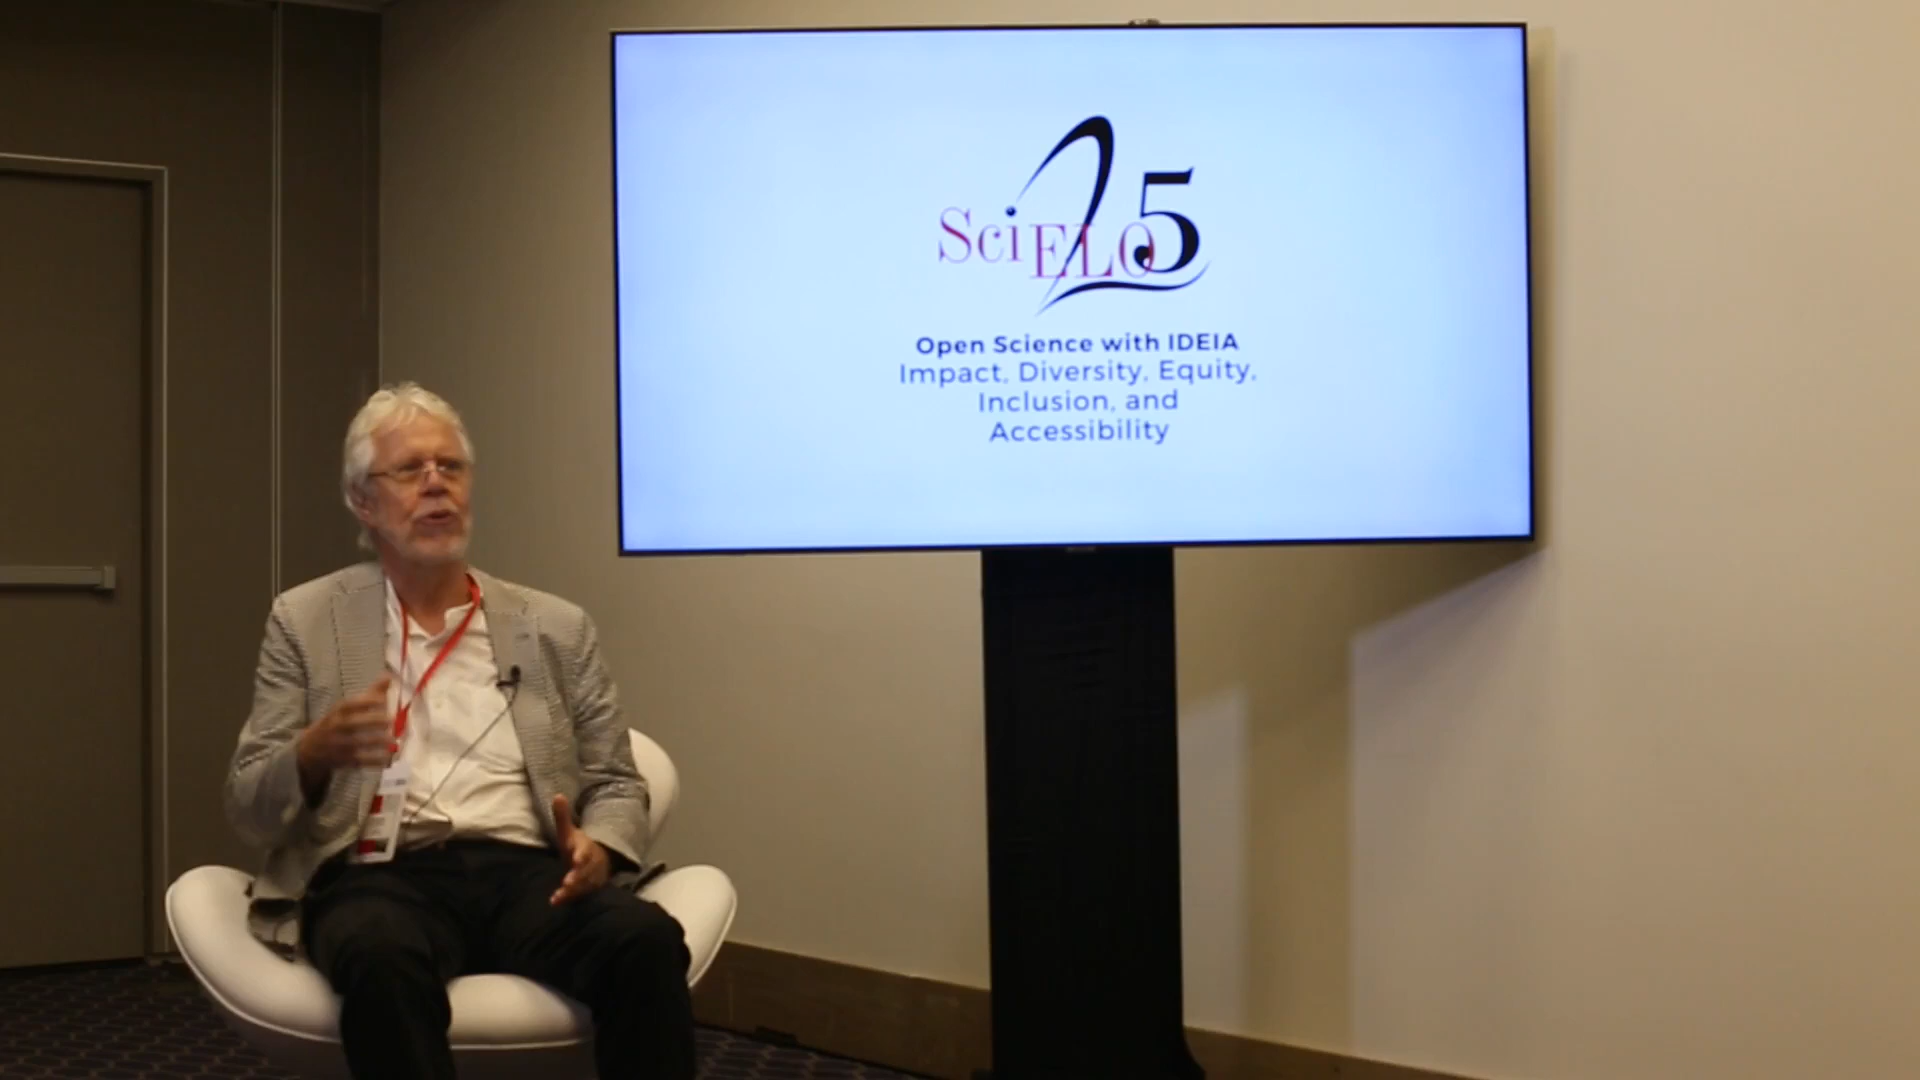 SciELO 25
Open Science with IDEIA
Impact, Diversity, Equity,
Inclusion, and
Accessibility